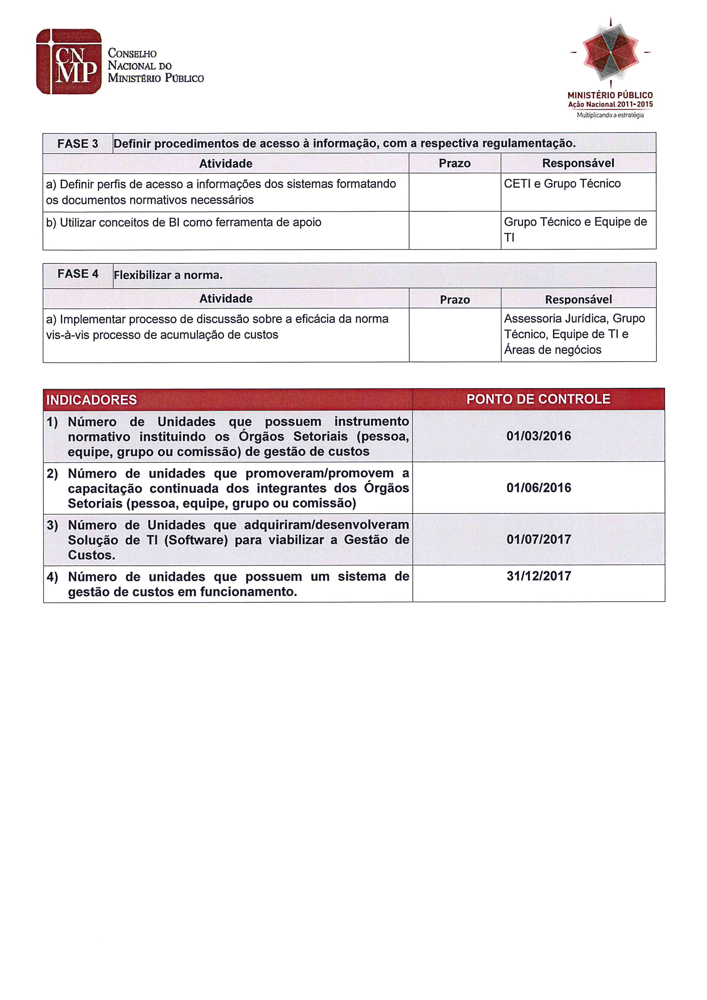 CN
MP
CONSELHO
NACIONAL DO
MINISTÉRIO PÚBLICO
MINISTÉRIO PÚBLICO
Ação Nacional 2011-2015
Multiplicando a estratégia
FASE 3 Definir procedimentos de acesso à informação, com a respectiva regulamentação.
Atividade Prazo Responsável
a) Definir perfis de acesso a informações dos sistemas formatando
os documentos normativos necessários
CETI e Grupo Técnico
b) Utilizar conceitos de BI como ferramenta de apoio
Grupo Técnico e Equipe de
TI
FASE 4 Flexibilizar a norma.
Atividade Prazo Responsável
a) Implementar processo de discussão sobre a eficácia da norma
vis-à-vis processo de acumulação de custos
Assessoria Jurídica, Grupo
Técnico, Equipe de TI e
Áreas de negócios
INDICADORES PONTO DE CONTROLE
1) Número de Unidades que possuem instrumento
normativo instituindo os Órgãos Setoriais (pessoa,
equipe, grupo ou comissão) de gestão de custos
01/03/2016
2) Número de unidades que promoveram/promovem a
capacitação continuada dos integrantes dos Órgãos
Setoriais (pessoa, equipe, grupo ou comissão)
01/06/2016
3) Número de Unidades que adquiriram/desenvolveram
Solução de TI (Software) para viabilizar a Gestão de
Custos.
01/07/2017
4) Número de unidades que possuem um sistema de
gestão de custos em funcionamento.
31/12/2017